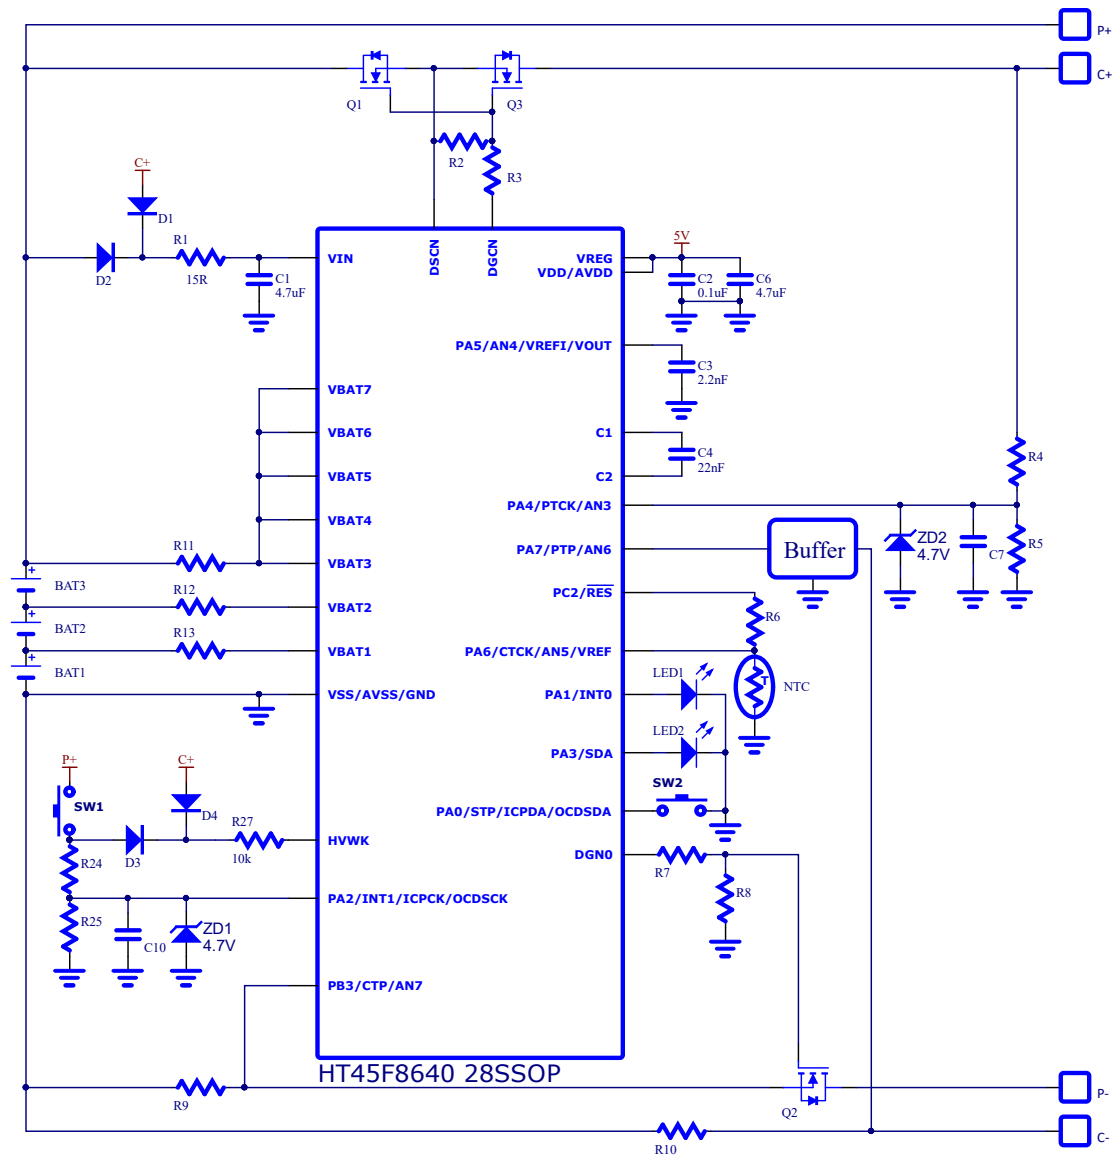 P+
C+
Q1
Q3
R2
R3
C+
D1
D2
R1
15R
C1
4.7uF
VIN
DSCN
DGCN
VREG
VDD/AVDD
5V
C2
0.1uF
C6
4.7uF
PA5/AN4/VREFI/VOUT
C3
2.2nF
VBAT7
VBAT6
C1
C4
22nF
VBAT5
C2
R4
VBAT4
PA4/PTCK/AN3
R11
VBAT3
PA7/PTP/AN6
Buffer
ZD2
4.7V
C7
R5
BAT3
R12
VBAT2
PC2/RES
R6
BAT2
R13
VBAT1
PA6/CTCK/AN5/VREF
BAT1
LED1
T
NTC
VSS/AVSS/GND
PA1/INT0
LED2
PA3/SDA
P+
C+
SW1
D4
SW2
PA0/STP/ICPDA/OCDSDA
R27
10k
D3
HVWK
DGN0
R7
R24
R8
PA2/INT1/ICPCK/OCDSCK
R25
C10
ZD1
4.7V
PB3/CTP/AN7
HT45F8640 28SSOP
R9
Q2
P-
R10
C-
+
+
+